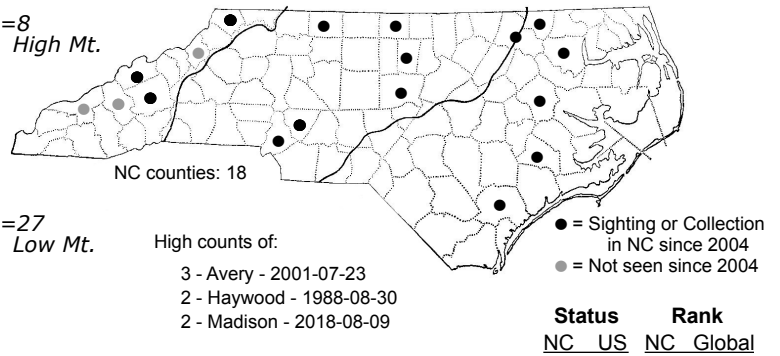 =8
High Mt.
NC counties: 18
=27
Low Mt.
High counts of:
3 - Avery - 2001-07-23
2 - Haywood - 1988-08-30
2 - Madison - 2018-08-09
● = Sighting or Collection
in NC since 2004
● = Not seen since 2004
Status Rank
NC US NC Global